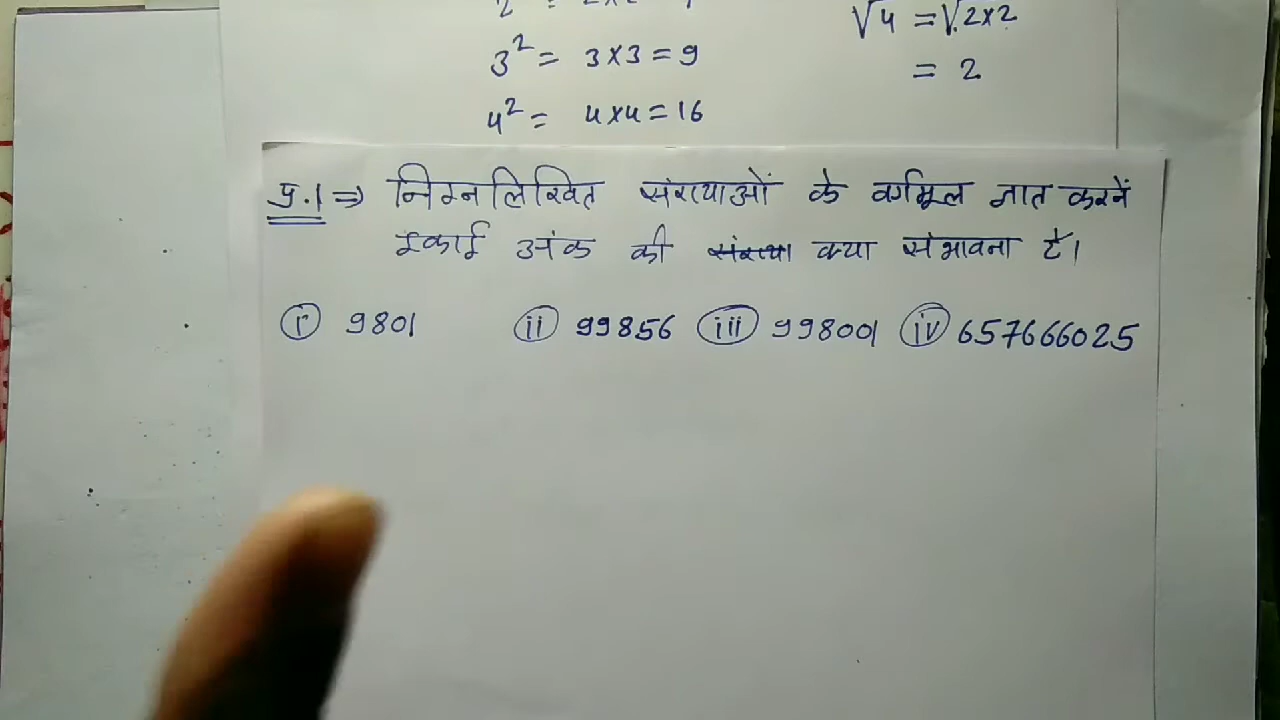 √4 = √2×2
3² = 3×3 = 9
= 2
4² = 4×4 = 16
प्र.1 ⇒ निम्नलिखित संख्याओं के वर्गमूल ज्ञात करनें
इकाई अंक की संख्या क्या संभावना है।
(i) 9801 (ii) 99856 (iii) 998001 (iv) 657666025